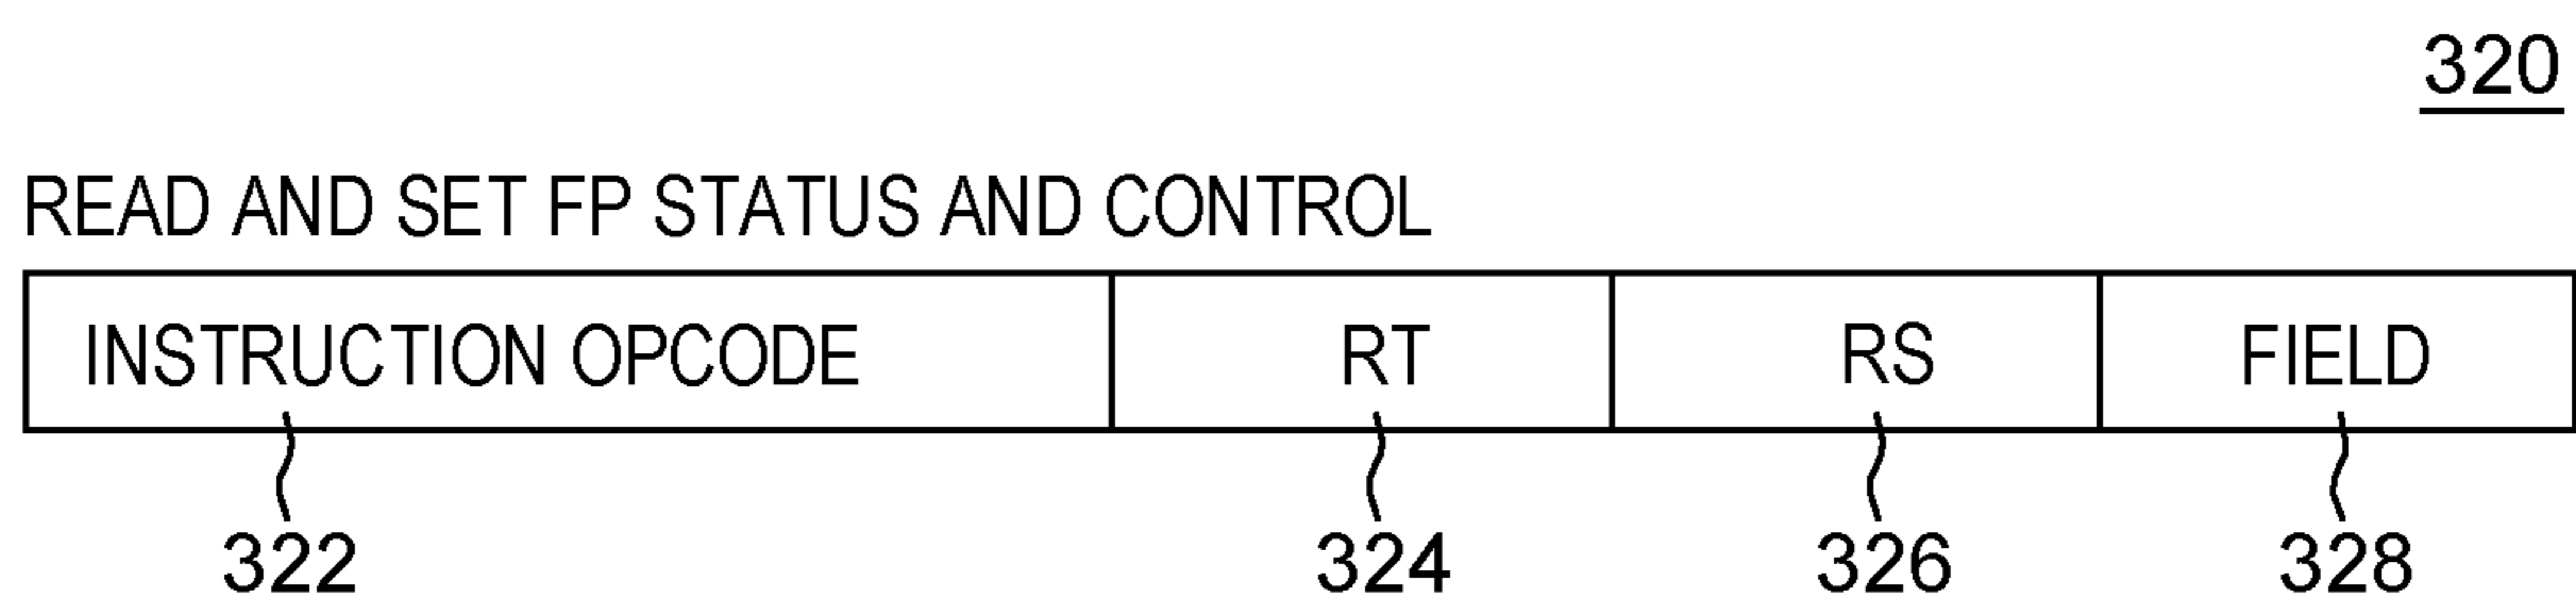 320
READ AND SET FP STATUS AND CONTROL
INSTRUCTION OPCODE RT RS FIELD
322 324 326 328